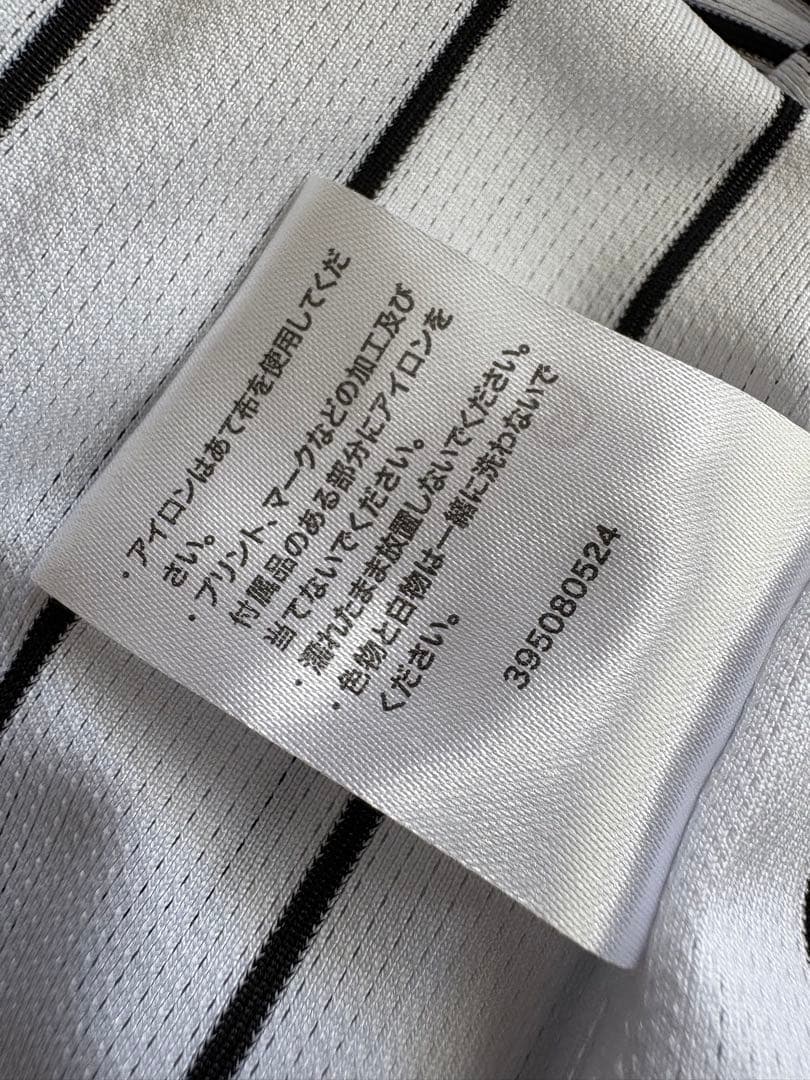 ・アイロンはあて布を使用してくだ
さい。
・プリント、マークなどの加工及び
付属品のある部分にアイロンを
当てないでください。
・濡れたまま放置しないでください。
・色物と白物は一緒に洗わないで
ください。
395080524